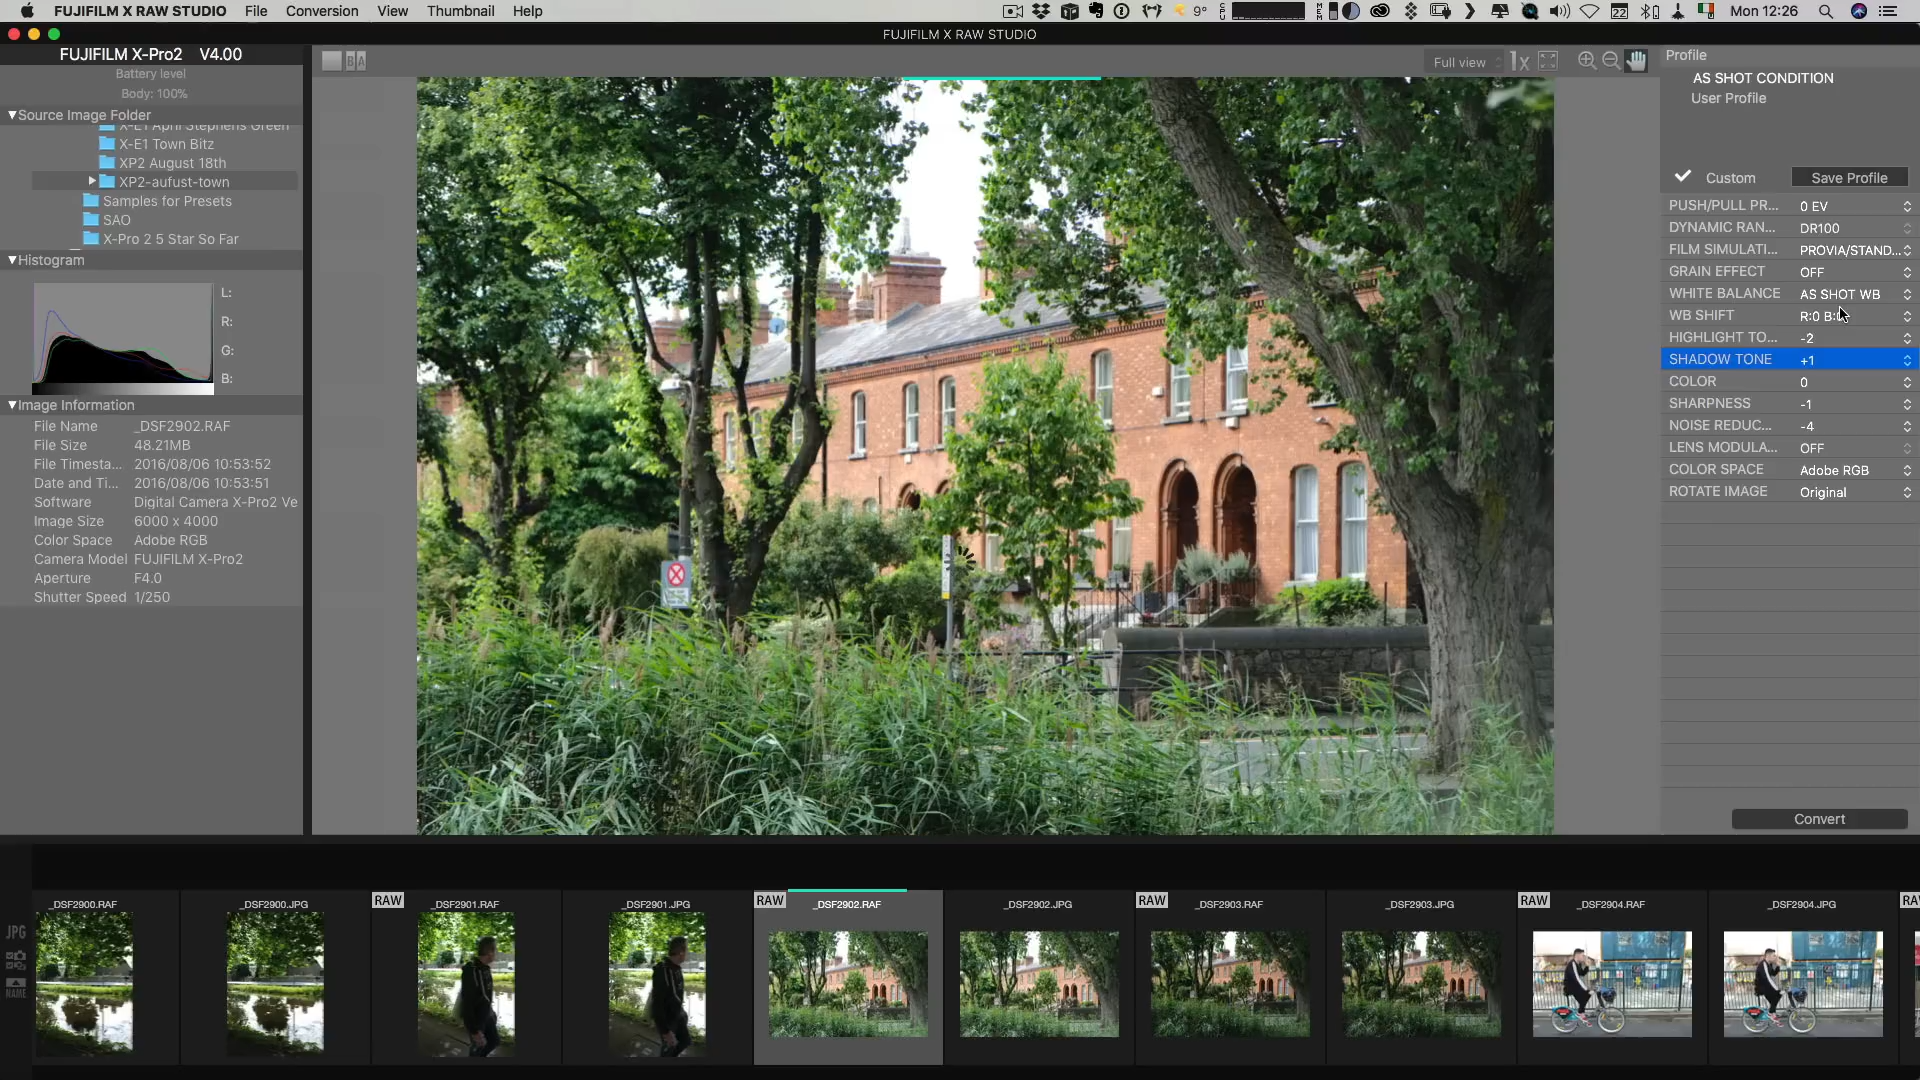 FUJIFILM X RAW STUDIO File Conversion View Thumbnail Help
9° Mon 12:26
FUJIFILM X RAW STUDIO
FUJIFILM X-Pro2 V4.00
Battery level
Body: 100%
▼Source Image Folder
X-E1 April Stephens Green
X-E1 Town Bitz
XP2 August 18th
XP2-aufust-town
Samples for Presets
SAO
X-Pro 2 5 Star So Far
▼Histogram
L:
R:
G:
B:
▼Image Information
File Name _DSF2902.RAF
File Size 48.21MB
File Timesta... 2016/08/06 10:53:52
Date and Ti... 2016/08/06 10:53:51
Software Digital Camera X-Pro2 Ve
Image Size 6000 x 4000
Color Space Adobe RGB
Camera Model FUJIFILM X-Pro2
Aperture F4.0
Shutter Speed 1/250
B A
Full view
1x
Profile
AS SHOT CONDITION
User Profile
Custom Save Profile
PUSH/PULL PR... 0 EV
DYNAMIC RAN... DR100
FILM SIMULATI... PROVIA/STAND...
GRAIN EFFECT OFF
WHITE BALANCE AS SHOT WB
WB SHIFT R:0 B:
HIGHLIGHT TO... -2
SHADOW TONE +1
COLOR 0
SHARPNESS -1
NOISE REDUC... -4
LENS MODULA... OFF
COLOR SPACE Adobe RGB
ROTATE IMAGE Original
Convert
JPG
NAME
_DSF2900.RAF
_DSF2900.JPG
RAW _DSF2901.RAF
_DSF2901.JPG
RAW _DSF2902.RAF
_DSF2902.JPG
RAW _DSF2903.RAF
_DSF2903.JPG
RAW _DSF2904.RAF
_DSF2904.JPG
RA